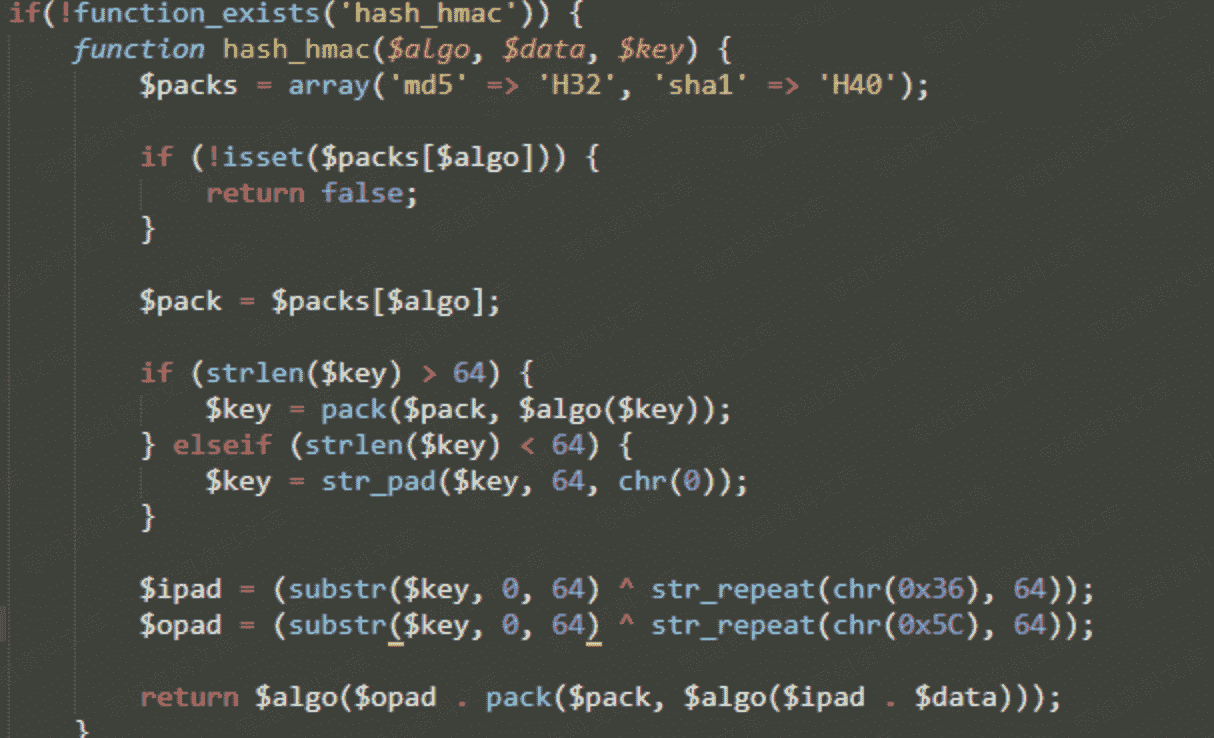 if(!function_exists('hash_hmac')) {
    function hash_hmac($algo, $data, $key) {
        $packs = array('md5' => 'H32', 'sha1' => 'H40');
        if (!isset($packs[$algo])) {
            return false;
        }
        $pack = $packs[$algo];
        if (strlen($key) > 64) {
            $key = pack($pack, $algo($key));
        } elseif (strlen($key) < 64) {
            $key = str_pad($key, 64, chr(0));
        }
        $ipad = (substr($key, 0, 64) ^ str_repeat(chr(0x36), 64));
        $opad = (substr($key, 0, 64) ^ str_repeat(chr(0x5C), 64));
        return $algo($opad . pack($pack, $algo($ipad . $data)));
    }